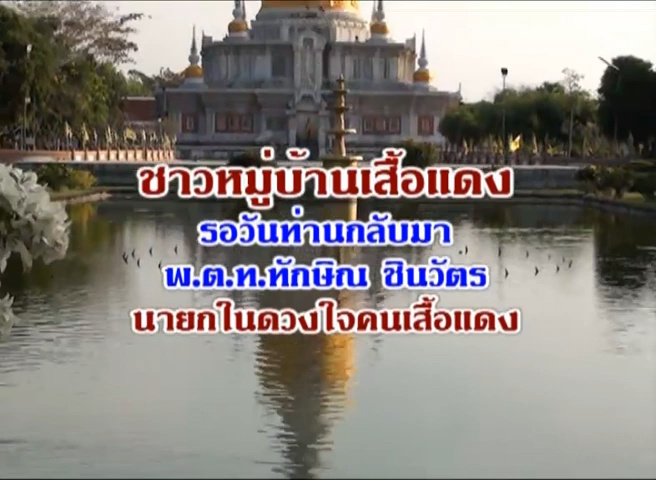 ชาวหมู่บ้านเสื้อแดง
รอวันท่านกลับมา
พ.ต.ท.ทักษิณ ชินวัตร
นายกในดวงใจคนเสื้อแดง